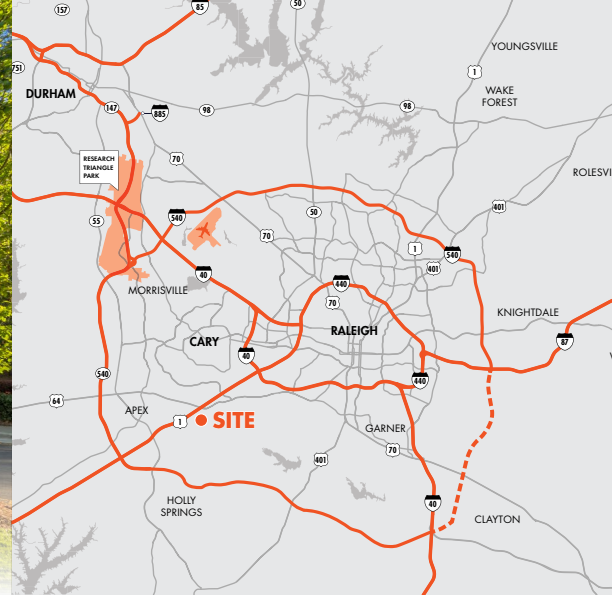 157
85
50
YOUNGSVILLE
751
1
DURHAM
WAKE
FOREST
147
885
98
98
RESEARCH
TRIANGLE
PARK
70
ROLESVI
401
55
540
50
70
1
540
401
40
MORRISVILLE
440
70
KNIGHTDALE
RALEIGH
CARY
87
40
540
440
64
APEX
1
SITE
GARNER
70
401
HOLLY
SPRINGS
40
CLAYTON